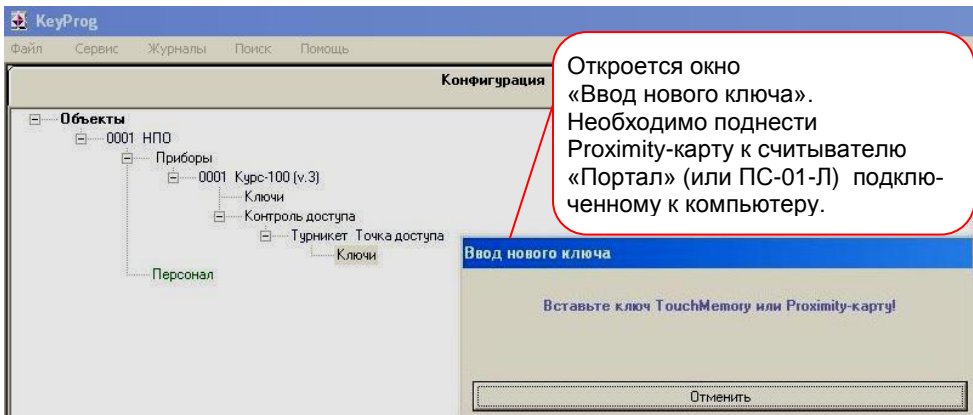 KeyProg
Файл Сервис Журналы Поиск Помощь
Конфигурация
Откроется окно
«Ввод нового ключа».
Необходимо поднести
Proximity-карту к считывателю
«Портал» (или ПС-01-Л) подклю-
ченному к компьютеру.
Объекты
0001 НПО
Приборы
0001 Курс-100 (v.3)
Ключи
Контроль доступа
Турникет Точка доступа
Ключи
Персонал
Ввод нового ключа
Вставьте ключ TouchMemory или Proximity-карту!
Отменить